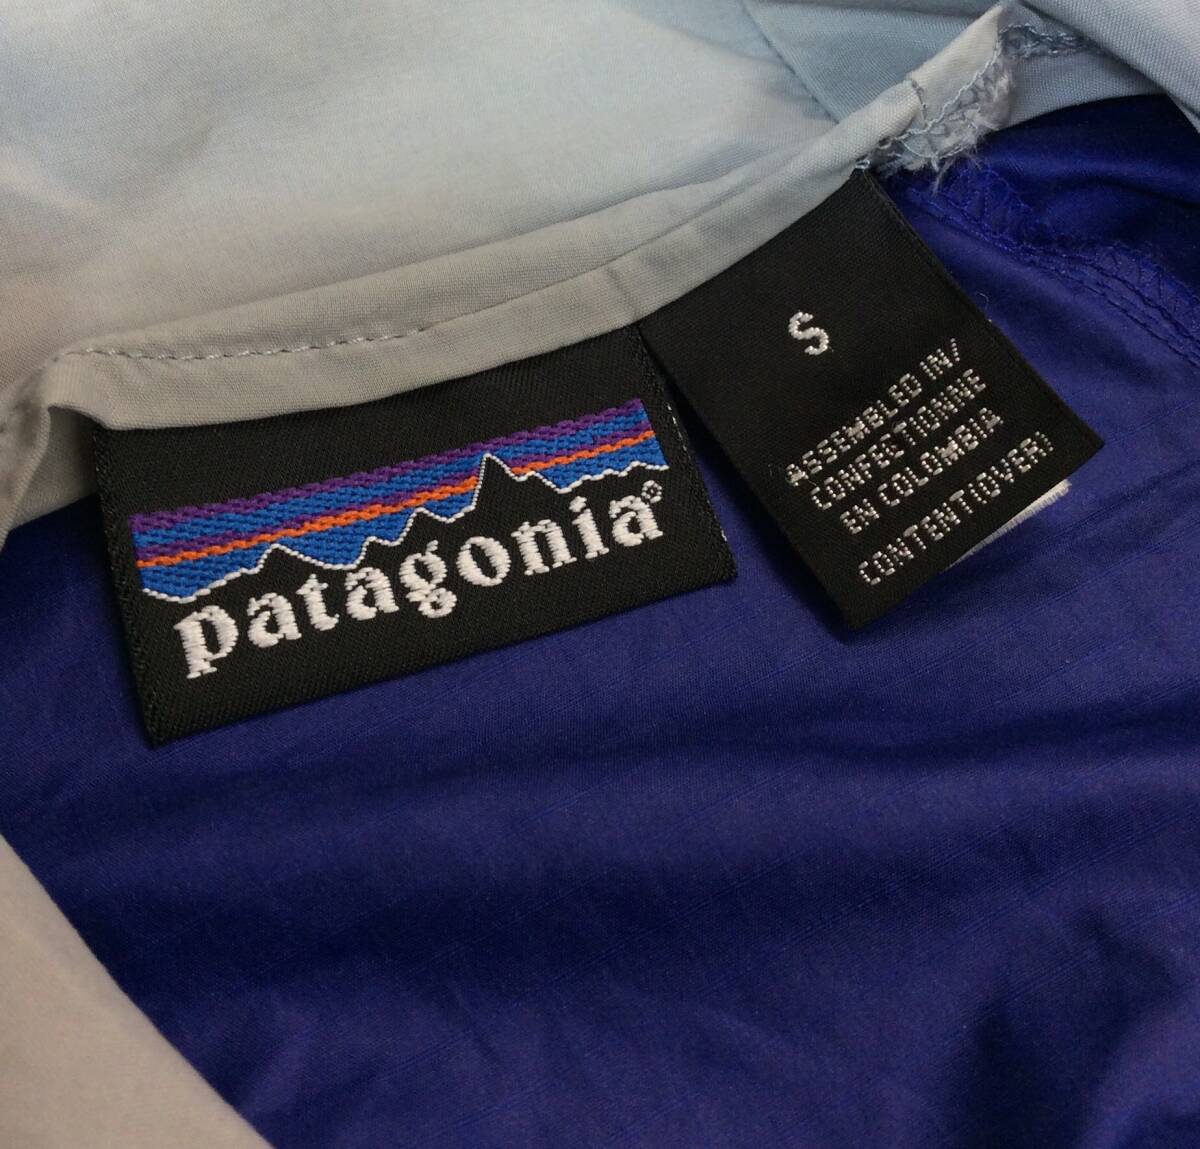 patagonia®
S
ASSEMBLED IN/
CONFECTIONNE
EN COLOMBIA
CONTENT(OVER)